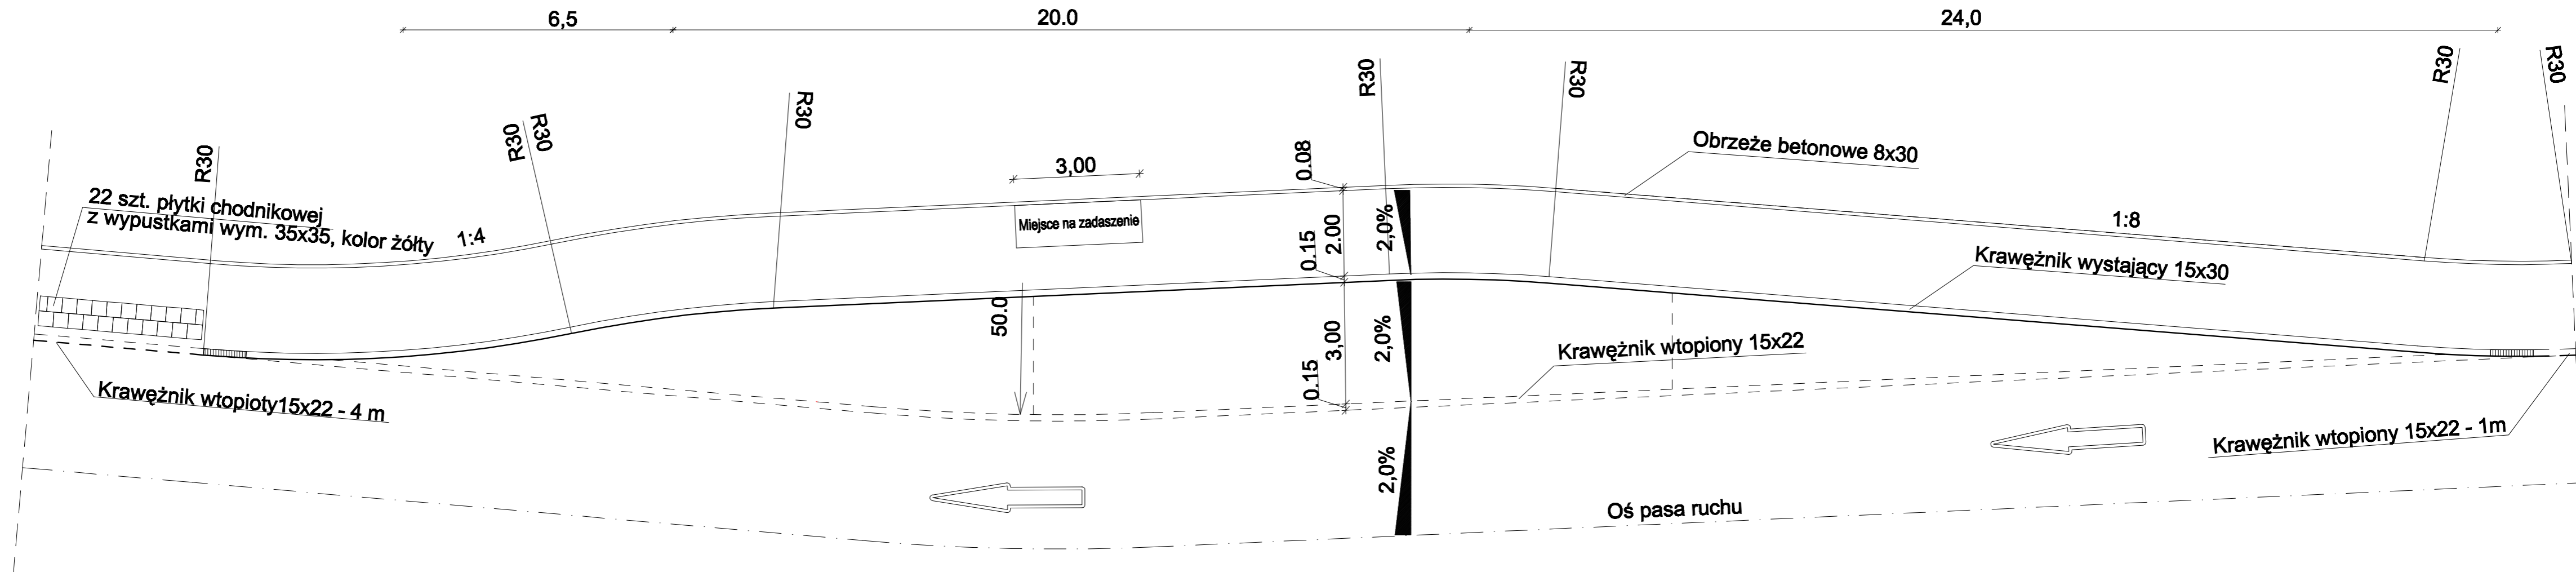 6,5
20.0
24,0
R30
R30
R30
R30
R30
R30
R30
R30
22 szt. płytki chodnikowej
z wypustkami wym. 35x35, kolor żółty
1:4
3,00
Miejsce na zadaszenie
0.08
2.00
0.15
2,0%
Obrzeże betonowe 8x30
1:8
Krawężnik wystający 15x30
50.0
3,00
0.15
2,0%
Krawężnik wtopiony 15x22
Krawężnik wtopioty15x22 - 4 m
Krawężnik wtopiony 15x22 - 1m
2,0%
Oś pasa ruchu